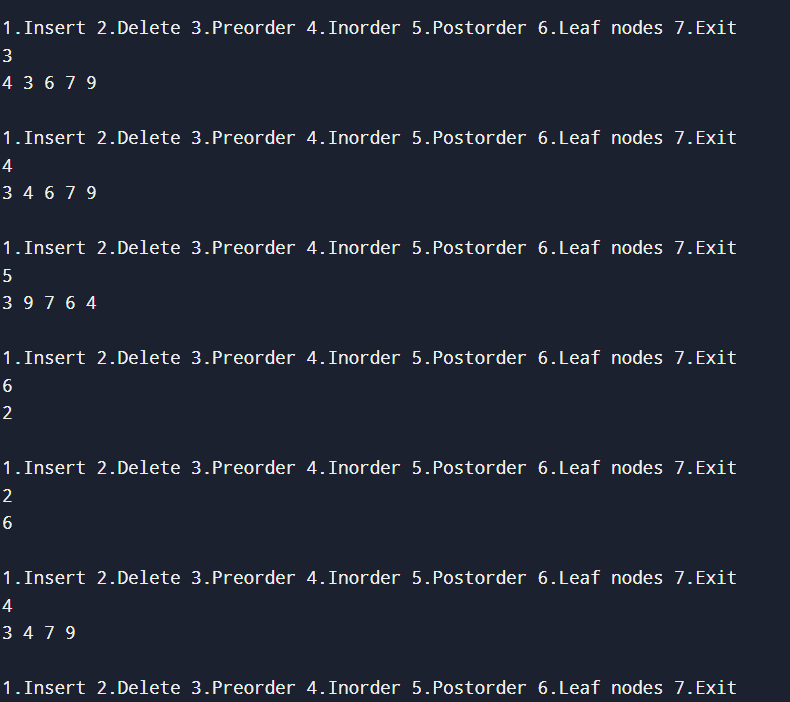 1.Insert 2.Delete 3.Preorder 4.Inorder 5.Postorder 6.Leaf nodes 7.Exit
3
4 3 6 7 9
1.Insert 2.Delete 3.Preorder 4.Inorder 5.Postorder 6.Leaf nodes 7.Exit
4
3 4 6 7 9
1.Insert 2.Delete 3.Preorder 4.Inorder 5.Postorder 6.Leaf nodes 7.Exit
5
3 9 7 6 4
1.Insert 2.Delete 3.Preorder 4.Inorder 5.Postorder 6.Leaf nodes 7.Exit
6
2
1.Insert 2.Delete 3.Preorder 4.Inorder 5.Postorder 6.Leaf nodes 7.Exit
2
6
1.Insert 2.Delete 3.Preorder 4.Inorder 5.Postorder 6.Leaf nodes 7.Exit
4
3 4 7 9
1.Insert 2.Delete 3.Preorder 4.Inorder 5.Postorder 6.Leaf nodes 7.Exit